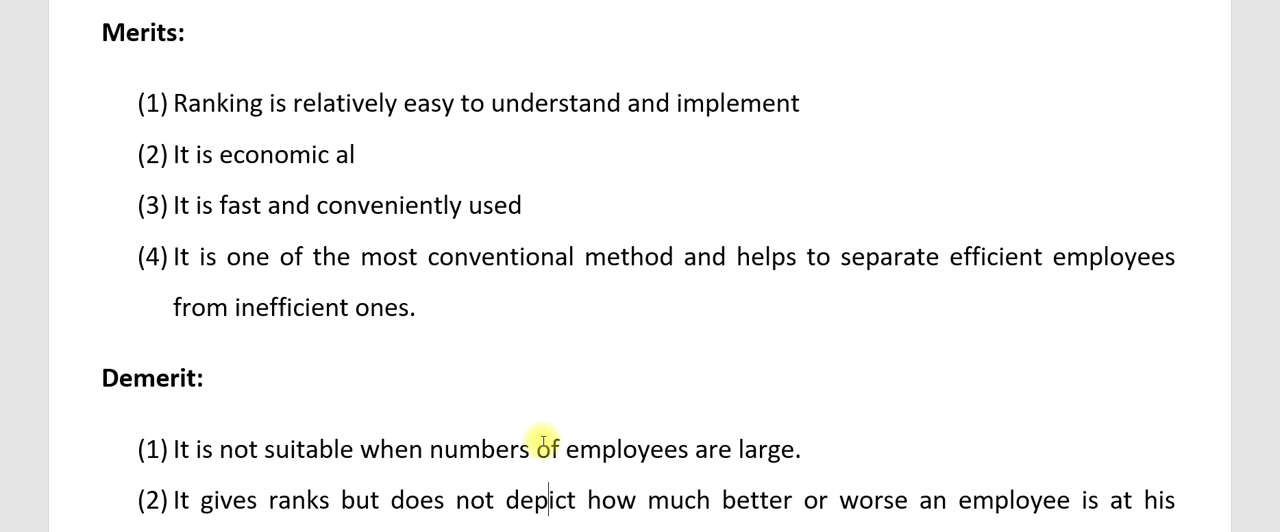 Merits:
(1) Ranking is relatively easy to understand and implement
(2) It is economic al
(3) It is fast and conveniently used
(4) It is one of the most conventional method and helps to separate efficient employees
from inefficient ones.
Demerit:
(1) It is not suitable when numbers of employees are large.
(2) It gives ranks but does not depict how much better or worse an employee is at his